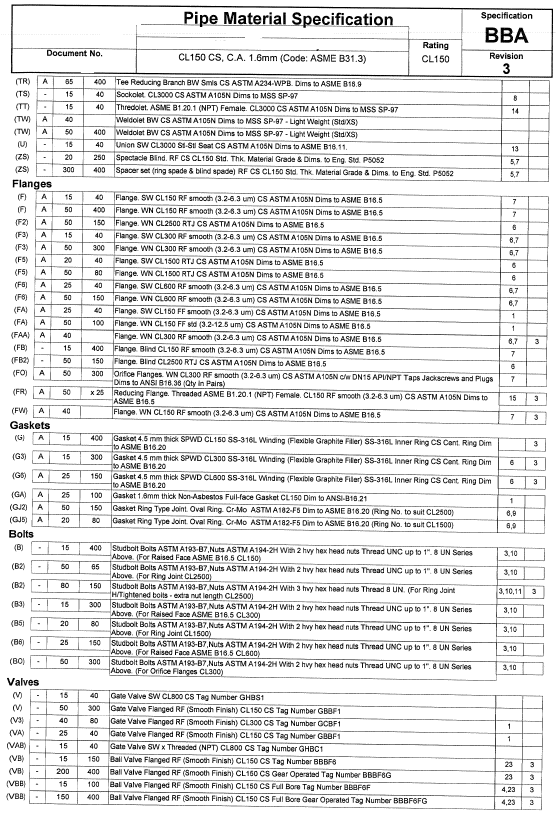 Pipe Material Specification
Specification
BBA
Document No.
CL150 CS, C.A. 1.6mm (Code: ASME B31.3)
Rating
CL150
Revision
3
(TR) A 65 400 Tee Reducing Branch BW Smls CS ASTM A234-WPB. Dims to ASME B16.9
(TS) - 15 40 Sockolet. CL3000 CS ASTM A105N Dims to MSS SP-97 8
(TT) - 15 40 Thredolet. ASME B1.20.1 (NPT) Female. CL3000 CS ASTM A105N Dims to MSS SP-97 14
(TW) A 40 Weldolet BW CS ASTM A105N Dims to MSS SP-97 - Light Weight (Std/XS)
(TW) A 50 400 Weldolet BW CS ASTM A105N Dims to MSS SP-97 - Light Weight (Std/XS)
(U) - 15 40 Union SW CL3000 Stl-Stl Seat CS ASTM A105N Dims to ASME B16.11. 13
(ZS) - 20 250 Spectacle Blind. RF CS CL150 Std. Thk. Material Grade & Dims. to Eng. Std. P5052 5,7
(ZS) - 300 400 Spacer set (ring spade & blind spade) RF CS CL150 Std. Thk. Material Grade & Dims. to Eng. Std. P5052 5,7
Flanges
(F) A 15 40 Flange. SW CL150 RF smooth (3.2-6.3 um) CS ASTM A105N Dims to ASME B16.5 7
(F) A 50 400 Flange. WN CL150 RF smooth (3.2-6.3 um) CS ASTM A105N Dims to ASME B16.5 7
(F2) A 50 150 Flange. WN CL2500 RTJ CS ASTM A105N Dims to ASME B16.5 6
(F3) A 15 40 Flange. SW CL300 RF smooth (3.2-6.3 um) CS ASTM A105N Dims to ASME B16.5 6,7
(F3) A 50 300 Flange. WN CL300 RF smooth (3.2-6.3 um) CS ASTM A105N Dims to ASME B16.5 6,7
(F5) A 20 40 Flange. SW CL1500 RTJ CS ASTM A105N Dims to ASME B16.5 6
(F5) A 50 80 Flange. WN CL1500 RTJ CS ASTM A105N Dims to ASME B16.5 6
(F6) A 25 40 Flange. SW CL600 RF smooth (3.2-6.3 um) CS ASTM A105N Dims to ASME B16.5 6,7
(F6) A 50 150 Flange. WN CL600 RF smooth (3.2-6.3 um) CS ASTM A105N Dims to ASME B16.5 6,7
(FA) A 25 40 Flange. SW CL150 FF smooth (3.2-6.3 um) CS ASTM A105N Dims to ASME B16.5 1
(FA) A 50 100 Flange. WN CL150 FF std (3.2-12.5 um) CS ASTM A105N Dims to ASME B16.5 1
(FAA) A 40 Flange. WN CL300 RF smooth (3.2-6.3 um) CS ASTM A105N Dims to ASME B16.5 6,7 3
(FB) - 15 400 Flange. Blind CL150 RF smooth (3.2-6.3 um) CS ASTM A105N Dims to ASME B16.5 7
(FB2) - 50 150 Flange. Blind CL2500 RTJ CS ASTM A105N Dims to ASME B16.5 6
(FO) A 50 300 Orifice Flanges. WN CL300 RF smooth (3.2-6.3 um) CS ASTM A105N c/w DN15 API/NPT Taps Jackscrews and Plugs 7
Dims to ANSI B16.36 (Qty In Pairs)
(FR) A 50 x 25 Reducing Flange. Threaded ASME B1.20.1 (NPT) Female. CL150 RF smooth (3.2-6.3 um) CS ASTM A105N Dims to 15 3
ASME B16.5
(FW) A 40 Flange. WN CL150 RF smooth (3.2-6.3 um) CS ASTM A105N Dims to ASME B16.5 7 3
Gaskets
(G) A 15 400 Gasket 4.5 mm thick SPWD CL150 SS-316L Winding (Flexible Graphite Filler) SS-316L Inner Ring CS Cent. Ring Dim 3
to ASME B16.20
(G3) A 15 300 Gasket 4.5 mm thick SPWD CL300 SS-316L Winding (Flexible Graphite Filler) SS-316L Inner Ring CS Cent. Ring Dim 6 3
to ASME B16.20
(G6) A 25 150 Gasket 4.5 mm thick SPWD CL600 SS-316L Winding (Flexible Graphite Filler) SS-316L Inner Ring CS Cent. Ring Dim 6 3
to ASME B16.20
(GA) A 25 100 Gasket 1.6mm thick Non-Asbestos Full-face Gasket CL150 Dim to ANSI-B16.21 1
(GJ2) A 50 150 Gasket Ring Type Joint. Oval Ring. Cr-Mo ASTM A182-F5 Dim to ASME B16.20 (Ring No. to suit CL2500) 6,9
(GJ5) A 20 80 Gasket Ring Type Joint. Oval Ring. Cr-Mo ASTM A182-F5 Dim to ASME B16.20 (Ring No. to suit CL1500) 6,9
Bolts
(B) - 15 400 Studbolt Bolts ASTM A193-B7,Nuts ASTM A194-2H With 2 hvy hex head nuts Thread UNC up to 1". 8 UN Series 3,10
Above. (For Raised Face ASME B16.5 CL150)
(B2) - 50 65 Studbolt Bolts ASTM A193-B7,Nuts ASTM A194-2H With 2 hvy hex head nuts Thread UNC up to 1". 8 UN Series 3,10
Above. (For Ring Joint CL2500)
(B2) - 80 150 Studbolt Bolts ASTM A193-B7,Nuts ASTM A194-2H With 3 hvy hex head nuts Thread 8 UN. (For Ring Joint 3,10,11 3
H/Tightened bolts - extra nut length CL2500)
(B3) - 15 300 Studbolt Bolts ASTM A193-B7,Nuts ASTM A194-2H With 2 hvy hex head nuts Thread UNC up to 1". 8 UN Series 3,10
Above. (For Raised Face ASME B16.5 CL300)
(B5) - 20 80 Studbolt Bolts ASTM A193-B7,Nuts ASTM A194-2H With 2 hvy hex head nuts Thread UNC up to 1". 8 UN Series 3,10
Above. (For Ring Joint CL1500)
(B6) - 25 150 Studbolt Bolts ASTM A193-B7,Nuts ASTM A194-2H With 2 hvy hex head nuts Thread UNC up to 1". 8 UN Series 3,10
Above. (For Raised Face ASME B16.5 CL600)
(BO) - 50 300 Studbolt Bolts ASTM A193-B7,Nuts ASTM A194-2H With 2 hvy hex head nuts Thread UNC up to 1". 8 UN Series 3,10
Above. (For Orifice Flanges CL300)
Valves
(V) - 15 40 Gate Valve SW CL800 CS Tag Number GHBS1
(V) - 50 300 Gate Valve Flanged RF (Smooth Finish) CL150 CS Tag Number GBBF1
(V3) - 40 80 Gate Valve Flanged RF (Smooth Finish) CL300 CS Tag Number GCBF1 1
(VA) - 25 40 Gate Valve Flanged RF (Smooth Finish) CL150 CS Tag Number GBBF1 1
(VAB) - 15 40 Gate Valve SW x Threaded (NPT) CL800 CS Tag Number GHBC1
(VB) - 15 150 Ball Valve Flanged RF (Smooth Finish) CL150 CS Tag Number BBBF6 23 3
(VB) - 200 400 Ball Valve Flanged RF (Smooth Finish) CL150 CS Gear Operated Tag Number BBBF6G 23 3
(VBB) - 15 100 Ball Valve Flanged RF (Smooth Finish) CL150 CS Full Bore Tag Number BBBF6F 4,23 3
(VBB) - 150 400 Ball Valve Flanged RF (Smooth Finish) CL150 CS Full Bore Gear Operated Tag Number BBBF6FG 4,23 3